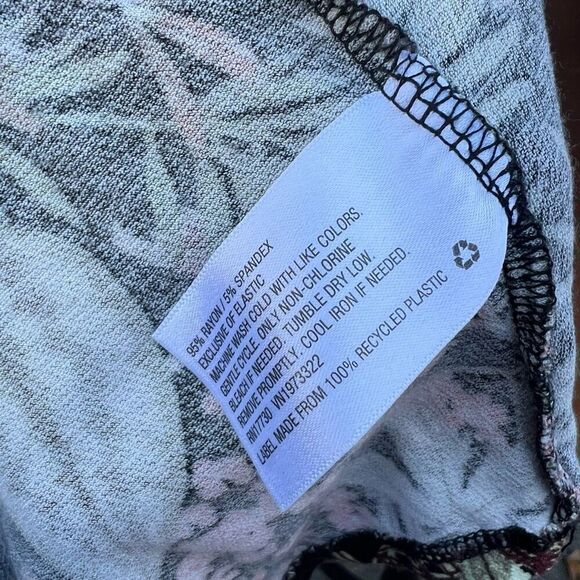 95% RAYON / 5% SPANDEX
EXCLUSIVE OF ELASTIC
MACHINE WASH COLD WITH LIKE COLORS.
GENTLE CYCLE. ONLY NON-CHLORINE
BLEACH IF NEEDED. TUMBLE DRY LOW.
REMOVE PROMPTLY. COOL IRON IF NEEDED.
RN17730 VN1973322
LABEL MADE FROM 100% RECYCLED PLASTIC